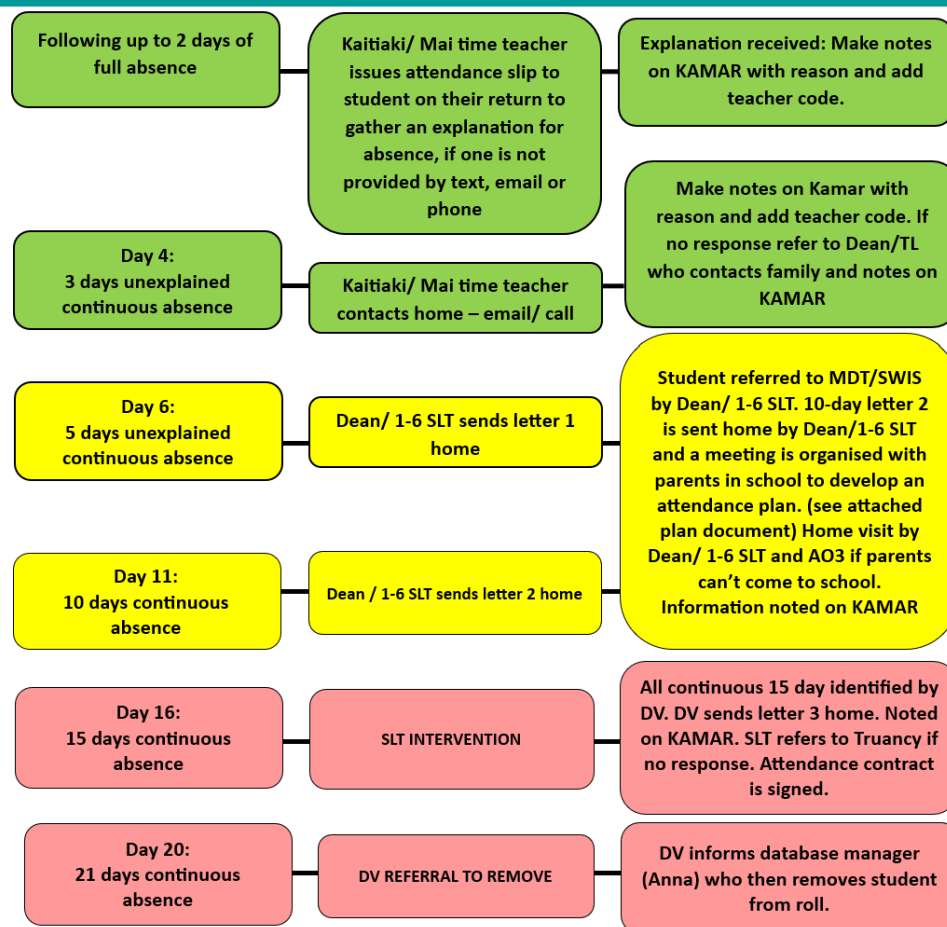 Following up to 2 days of
full absence
Kaitiaki/ Mai time teacher
issues attendance slip to
student on their return to
gather an explanation for
absence, if one is not
provided by text, email or
phone
Explanation received: Make notes
on KAMAR with reason and add
teacher code.
Day 4:
3 days unexplained
continuous absence
Kaitiaki/ Mai time teacher
contacts home – email/ call
Make notes on Kamar with
reason and add teacher code. If
no response refer to Dean/TL
who contacts family and notes on
KAMAR
Day 6:
5 days unexplained
continuous absence
Dean/ 1-6 SLT sends letter 1
home
Student referred to MDT/SWIS
by Dean/ 1-6 SLT. 10-day letter 2
is sent home by Dean/1-6 SLT
and a meeting is organised with
parents in school to develop an
attendance plan. (see attached
plan document) Home visit by
Dean/ 1-6 SLT and AO3 if parents
can’t come to school.
Information noted on KAMAR
Day 11:
10 days continuous
absence
Dean / 1-6 SLT sends letter 2 home
Day 16:
15 days continuous
absence
SLT INTERVENTION
All continuous 15 day identified by
DV. DV sends letter 3 home. Noted
on KAMAR. SLT refers to Truancy if
no response. Attendance contract
is signed.
Day 20:
21 days continuous
absence
DV REFERRAL TO REMOVE
DV informs database manager
(Anna) who then removes student
from roll.